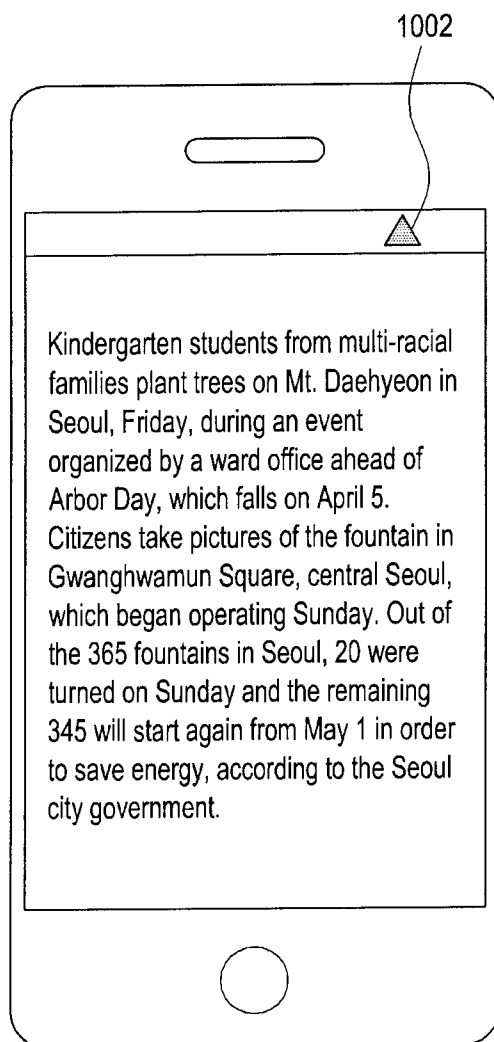 1002
Kindergarten students from multi-racial
families plant trees on Mt. Daehyeon in
Seoul, Friday, during an event
organized by a ward office ahead of
Arbor Day, which falls on April 5.
Citizens take pictures of the fountain in
Gwanghwamun Square, central Seoul,
which began operating Sunday. Out of
the 365 fountains in Seoul, 20 were
turned on Sunday and the remaining
345 will start again from May 1 in order
to save energy, according to the Seoul
city government.